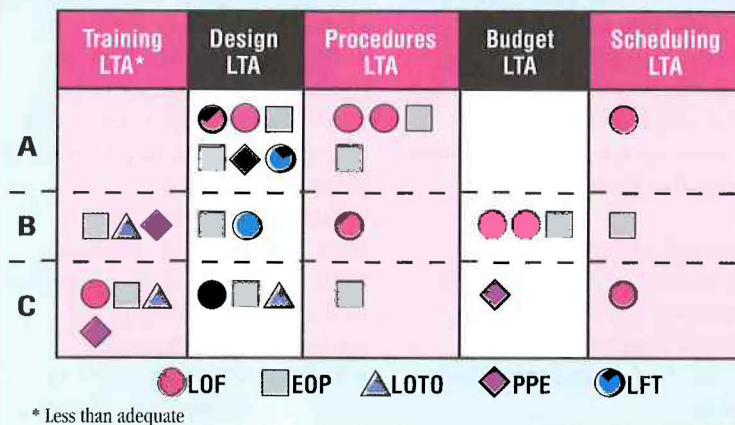 Training Design Procedures Budget Scheduling
LTA* LTA LTA LTA LTA
A
B
C
LOF EOP LOTO PPE LFT
* Less than adequate